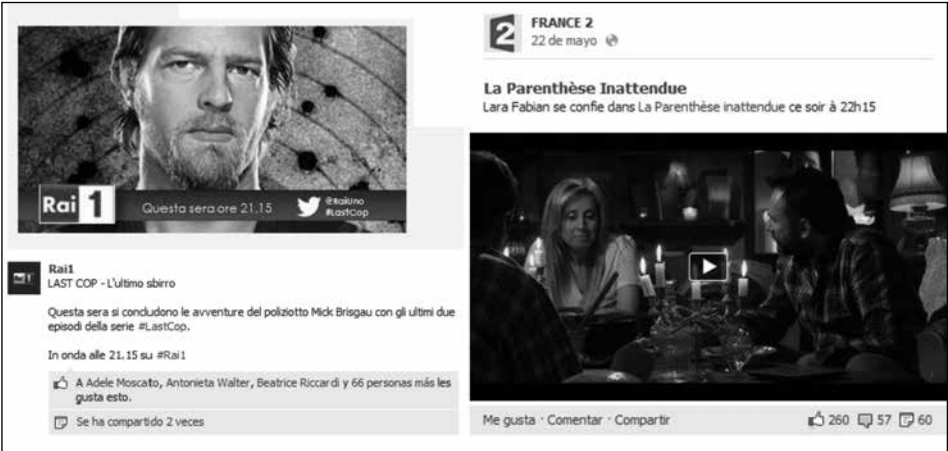 Rai 1
Questa sera ore 21.15
@RaiUno
#LastCop
Rai1
LAST COP - L'ultimo sbirro
Questa sera si concludono le avventure del poliziotto Mick Brisgau con gli ultimi due
episodi della serie #LastCop.
In onda alle 21.15 su #Rai1
A Adele Moscato, Antonieta Walter, Beatrice Riccardi y 66 personas más les
gusta esto.
Se ha compartido 2 veces
2
FRANCE 2
22 de mayo
La Parenthèse Inattendue
Lara Fabian se confie dans La Parenthèse inattendue ce soir à 22h15
Me gusta · Comentar · Compartir
260 57 60